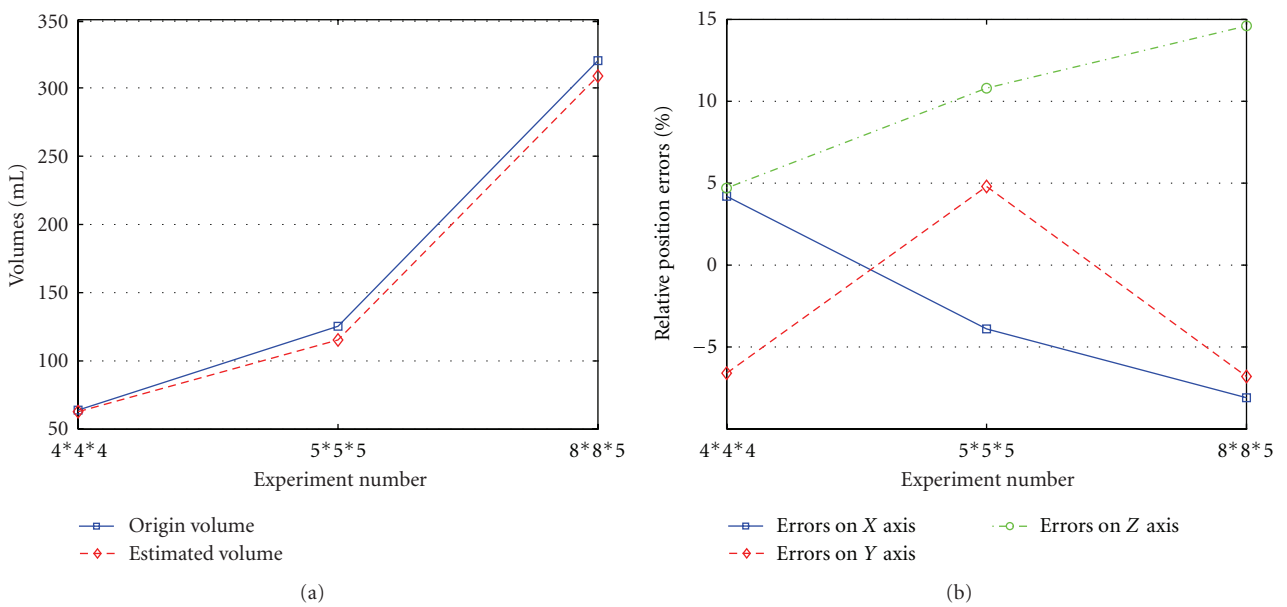 350
300
250
200
150
100
50
Volumes (mL)
4*4*4
5*5*5
8*8*5
Experiment number
Origin volume
Estimated volume
(a)
15
10
5
0
−5
Relative position errors (%)
4*4*4
5*5*5
8*8*5
Experiment number
Errors on X axis
Errors on Y axis
Errors on Z axis
(b)